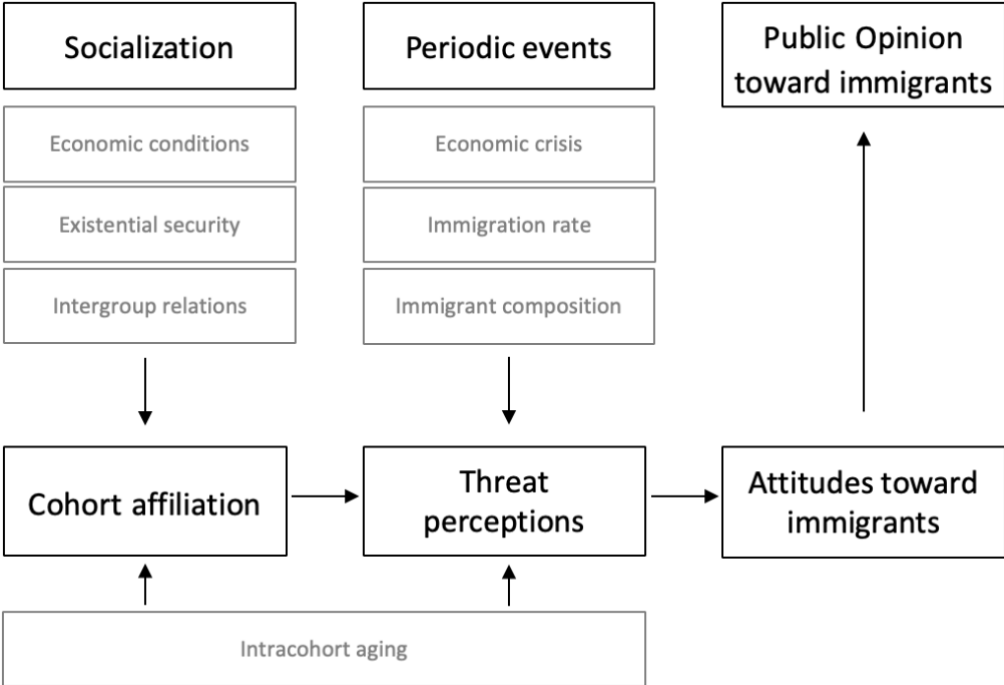 Socialization
Periodic events
Public Opinion
toward immigrants
Economic conditions
Economic crisis
Existential security
Immigration rate
Intergroup relations
Immigrant composition
Cohort affiliation
Threat
perceptions
Attitudes toward
immigrants
Intracohort aging